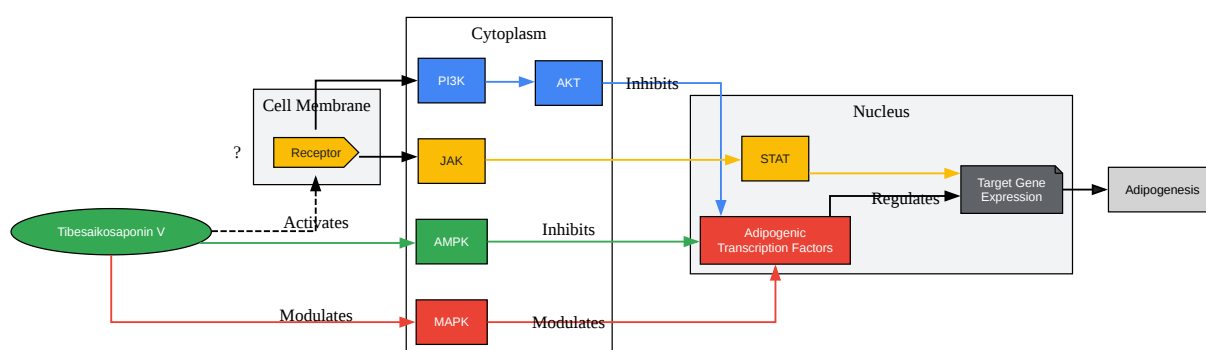 Cytoplasm
PI3K
AKT
Inhibits
Cell Membrane
Nucleus
?
Receptor
JAK
STAT
Target Gene
Expression
Adipogenesis
Regulates
Activates
Tibesaikosaponin V
AMPK
Inhibits
Adipogenic
Transcription Factors
Modulates
MAPK
Modulates